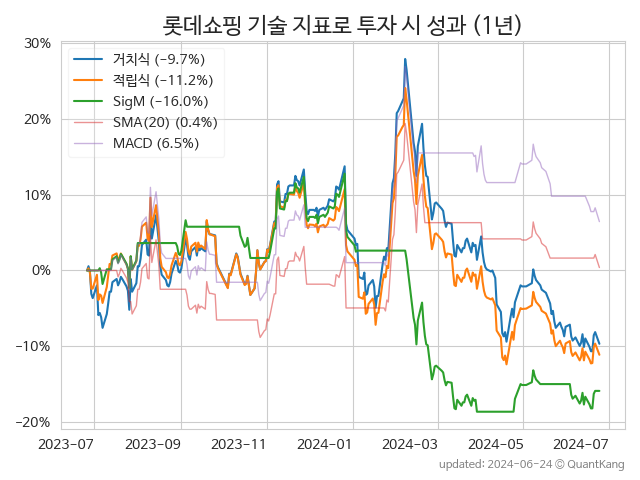 롯데쇼핑 기술 지표로 투자 시 성과 (1년)
30%
20%
10%
0%
−10%
−20%
거치식 (−9.7%)
적립식 (−11.2%)
SigM (−16.0%)
SMA(20) (0.4%)
MACD (6.5%)
2023-07
2023-09
2023-11
2024-01
2024-03
2024-05
2024-07
updated: 2024-06-24 ⓒ QuantKang